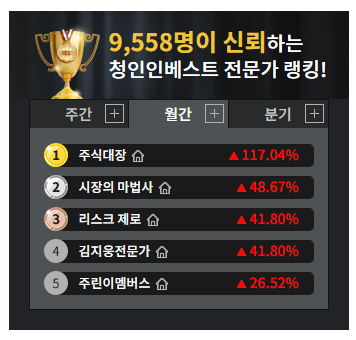 9,558명이 신뢰하는
청인인베스트 전문가 랭킹!
주간 + 월간 + 분기 +
1 주식대장 ▲117.04%
2 시장의 마법사 ▲48.67%
3 리스크 제로 ▲41.80%
4 김지웅전문가 ▲41.80%
5 주린이멤버스 ▲26.52%